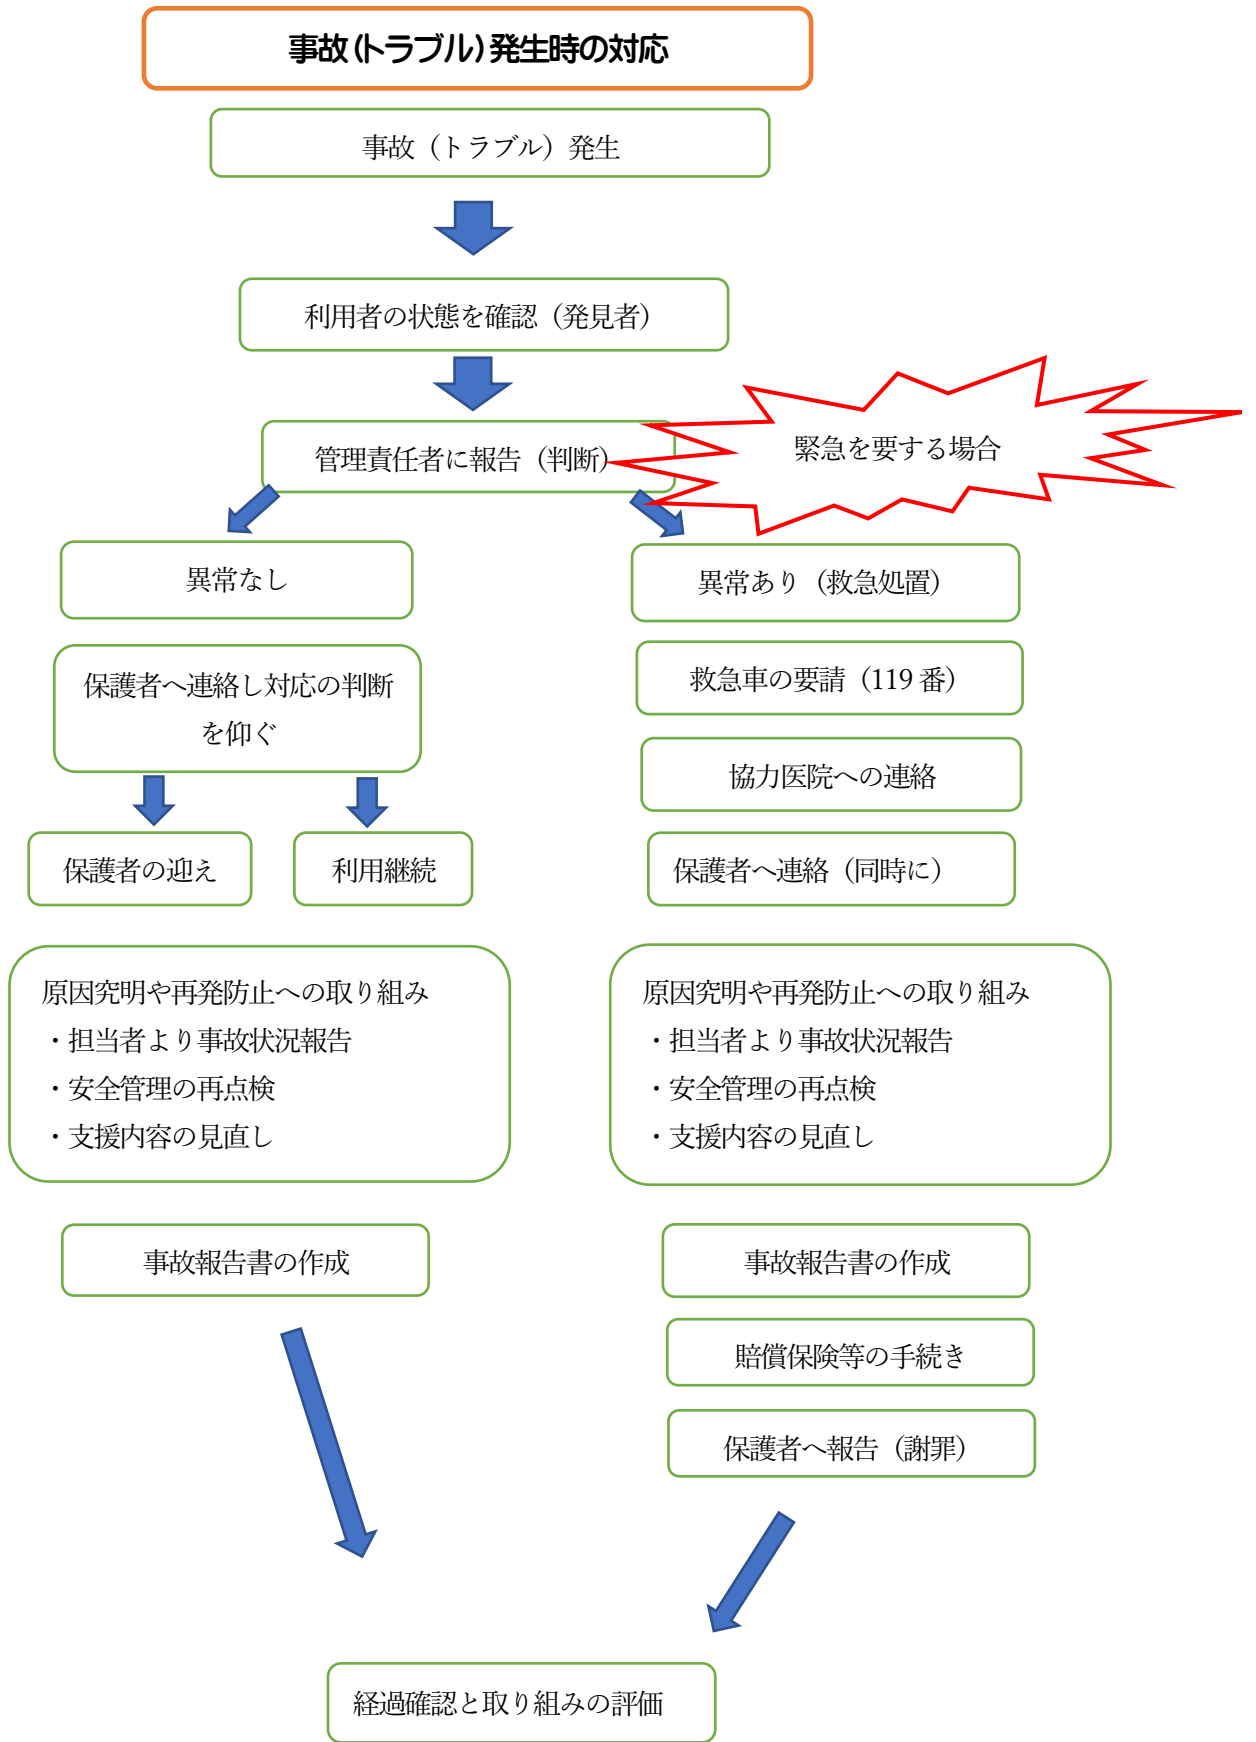 事故(トラブル)発生時の対応
事故（トラブル）発生
利用者の状態を確認（発見者）
管理責任者に報告（判断）
緊急を要する場合
異常なし
保護者へ連絡し対応の判断
を仰ぐ
保護者の迎え
利用継続
異常あり（救急処置）
救急車の要請（119 番）
協力医院への連絡
保護者へ連絡（同時に）
原因究明や再発防止への取り組み
・担当者より事故状況報告
・安全管理の再点検
・支援内容の見直し
事故報告書の作成
原因究明や再発防止への取り組み
・担当者より事故状況報告
・安全管理の再点検
・支援内容の見直し
事故報告書の作成
賠償保険等の手続き
保護者へ報告（謝罪）
経過確認と取り組みの評価